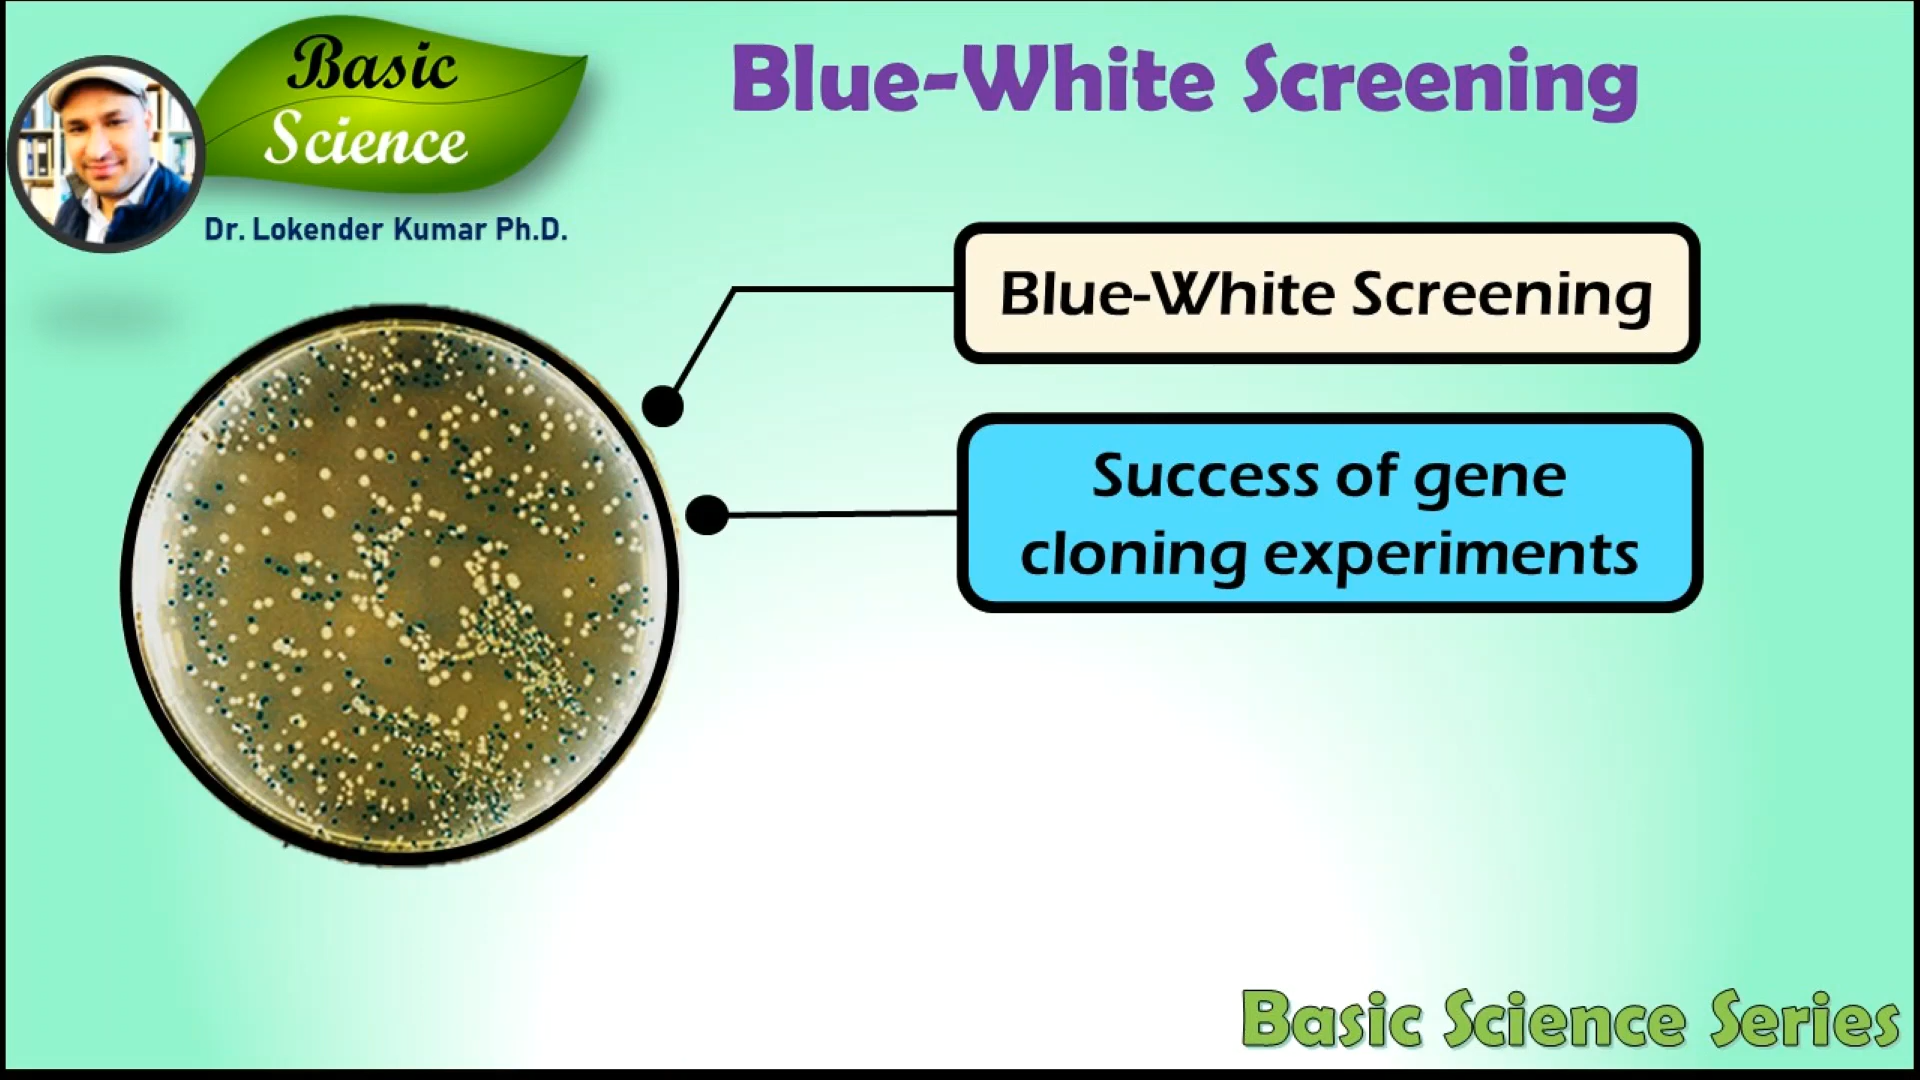 Basic
Science
Dr. Lokender Kumar Ph.D.
Blue-White Screening
Blue-White Screening
Success of gene
cloning experiments
Basic Science Series